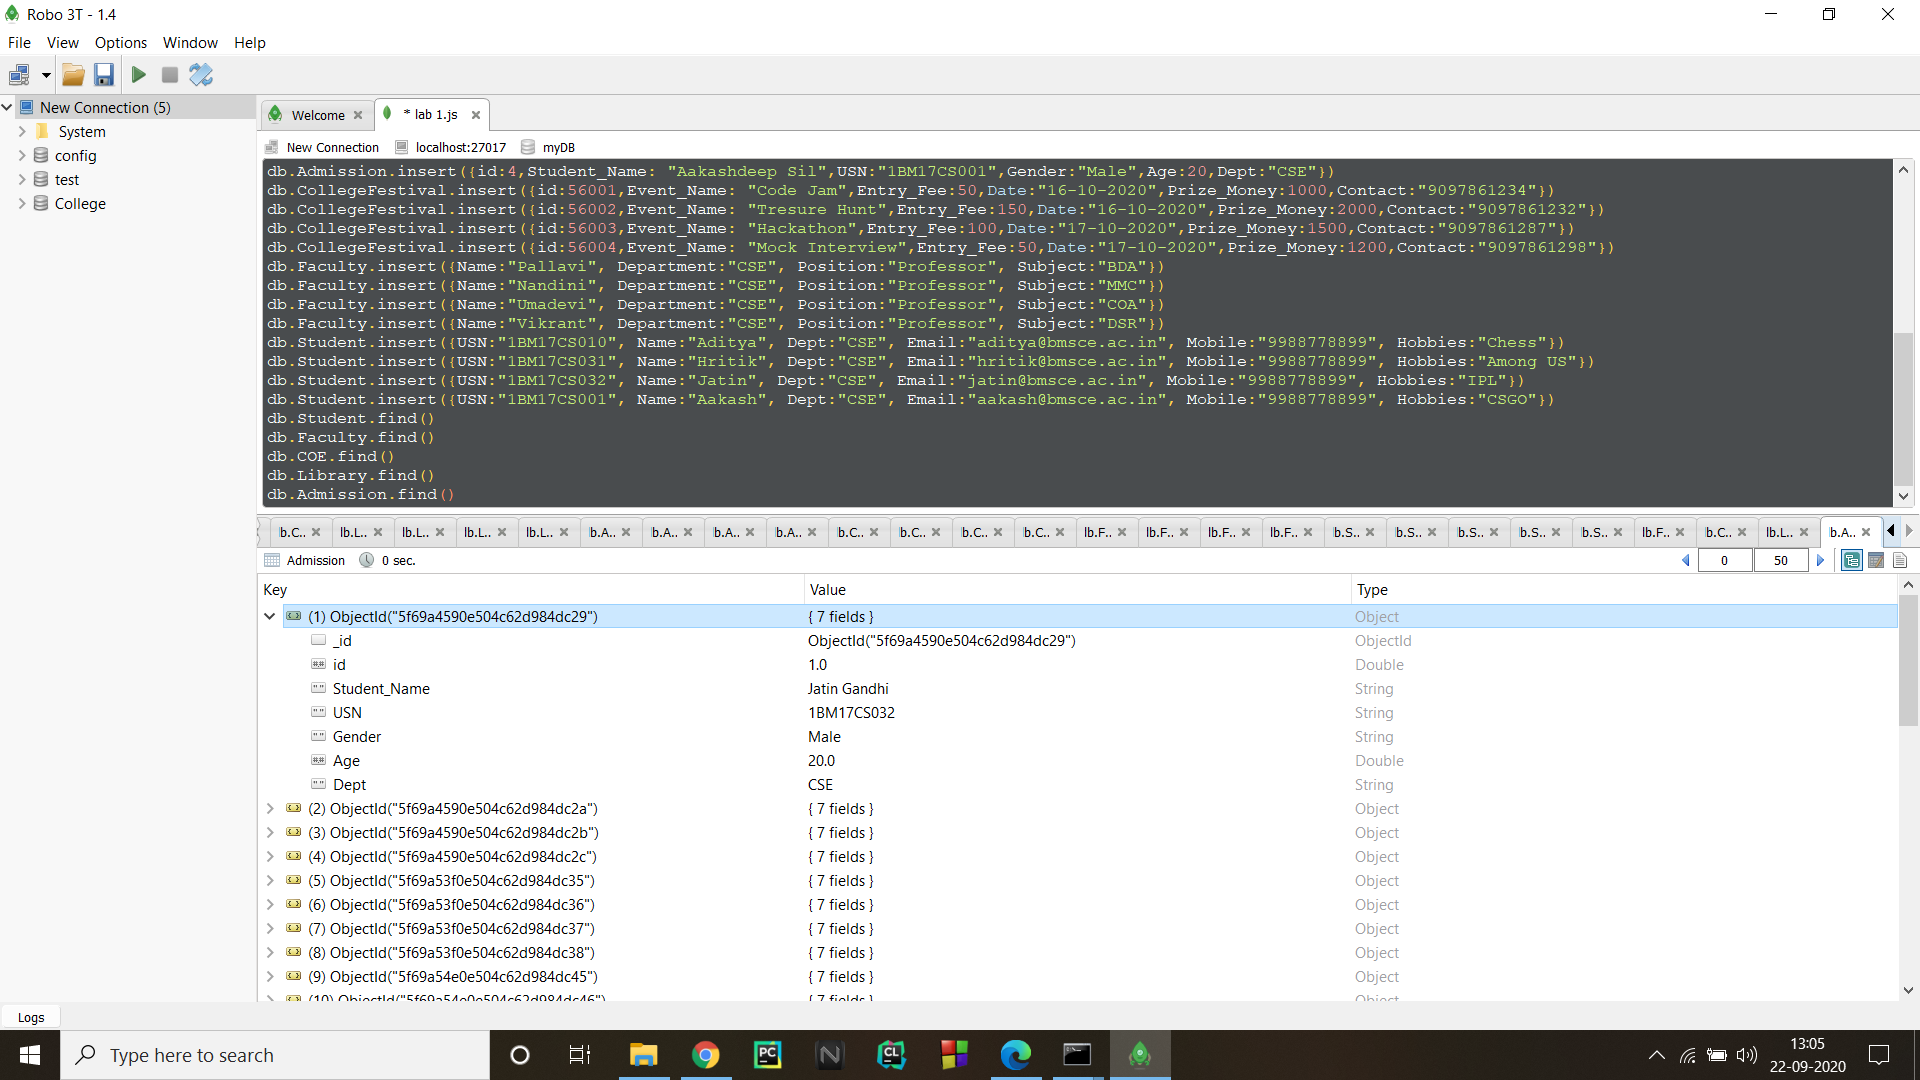 Robo 3T - 1.4
File View Options Window Help
New Connection (5)
System
config
test
College
Welcome
* lab 1.js
New Connection localhost:27017 myDB
db.Admission.insert({id:4,Student_Name: "Aakashdeep Sil",USN:"1BM17CS001",Gender:"Male",Age:20,Dept:"CSE"})
db.CollegeFestival.insert({id:56001,Event_Name: "Code Jam",Entry_Fee:50,Date:"16-10-2020",Prize_Money:1000,Contact:"9097861234"})
db.CollegeFestival.insert({id:56002,Event_Name: "Tresure Hunt",Entry_Fee:150,Date:"16-10-2020",Prize_Money:2000,Contact:"9097861232"})
db.CollegeFestival.insert({id:56003,Event_Name: "Hackathon",Entry_Fee:100,Date:"17-10-2020",Prize_Money:1500,Contact:"9097861287"})
db.CollegeFestival.insert({id:56004,Event_Name: "Mock Interview",Entry_Fee:50,Date:"17-10-2020",Prize_Money:1200,Contact:"9097861298"})
db.Faculty.insert({Name:"Pallavi", Department:"CSE", Position:"Professor", Subject:"BDA"})
db.Faculty.insert({Name:"Nandini", Department:"CSE", Position:"Professor", Subject:"MMC"})
db.Faculty.insert({Name:"Umadevi", Department:"CSE", Position:"Professor", Subject:"COA"})
db.Faculty.insert({Name:"Vikrant", Department:"CSE", Position:"Professor", Subject:"DSR"})
db.Student.insert({USN:"1BM17CS010", Name:"Aditya", Dept:"CSE", Email:"aditya@bmsce.ac.in", Mobile:"9988778899", Hobbies:"Chess"})
db.Student.insert({USN:"1BM17CS031", Name:"Hritik", Dept:"CSE", Email:"hritik@bmsce.ac.in", Mobile:"9988778899", Hobbies:"Among US"})
db.Student.insert({USN:"1BM17CS032", Name:"Jatin", Dept:"CSE", Email:"jatin@bmsce.ac.in", Mobile:"9988778899", Hobbies:"IPL"})
db.Student.insert({USN:"1BM17CS001", Name:"Aakash", Dept:"CSE", Email:"aakash@bmsce.ac.in", Mobile:"9988778899", Hobbies:"CSGO"})
db.Student.find()
db.Faculty.find()
db.COE.find()
db.Library.find()
db.Admission.find()
b.C.. lb.L.. lb.L.. lb.L.. lb.L.. b.A.. b.A.. b.A.. b.A.. b.C.. b.C.. b.C.. b.C.. lb.F.. lb.F.. lb.F.. lb.F.. b.S.. b.S.. b.S.. b.S.. b.S.. lb.F.. b.C.. lb.L.. b.A..
Admission 0 sec. 0 50
Key Value Type
(1) ObjectId("5f69a4590e504c62d984dc29") { 7 fields } Object
_id ObjectId("5f69a4590e504c62d984dc29") ObjectId
id 1.0 Double
Student_Name Jatin Gandhi String
USN 1BM17CS032 String
Gender Male String
Age 20.0 Double
Dept CSE String
(2) ObjectId("5f69a4590e504c62d984dc2a") { 7 fields } Object
(3) ObjectId("5f69a4590e504c62d984dc2b") { 7 fields } Object
(4) ObjectId("5f69a4590e504c62d984dc2c") { 7 fields } Object
(5) ObjectId("5f69a53f0e504c62d984dc35") { 7 fields } Object
(6) ObjectId("5f69a53f0e504c62d984dc36") { 7 fields } Object
(7) ObjectId("5f69a53f0e504c62d984dc37") { 7 fields } Object
(8) ObjectId("5f69a53f0e504c62d984dc38") { 7 fields } Object
(9) ObjectId("5f69a54e0e504c62d984dc45") { 7 fields } Object
(10) ObjectId("5f69a54e0e504c62d984dc46") { 7 fields } Object
Logs
Type here to search
PC
N
CL
13:05
22-09-2020